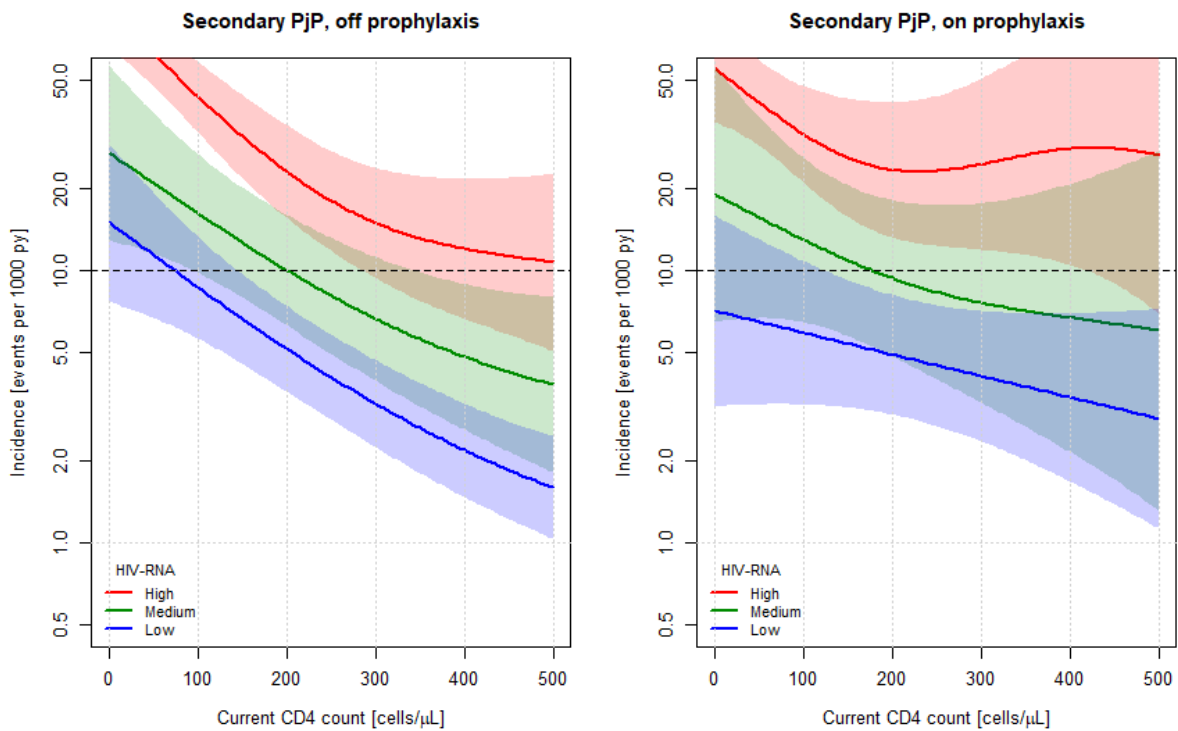 Secondary PjP, off prophylaxis
Incidence [events per 1000 py]
50.0
20.0
10.0
5.0
2.0
1.0
0.5
HIV-RNA
High
Medium
Low
0 100 200 300 400 500
Current CD4 count [cells/μL]
Secondary PjP, on prophylaxis
Incidence [events per 1000 py]
50.0
20.0
10.0
5.0
2.0
1.0
0.5
HIV-RNA
High
Medium
Low
0 100 200 300 400 500
Current CD4 count [cells/μL]